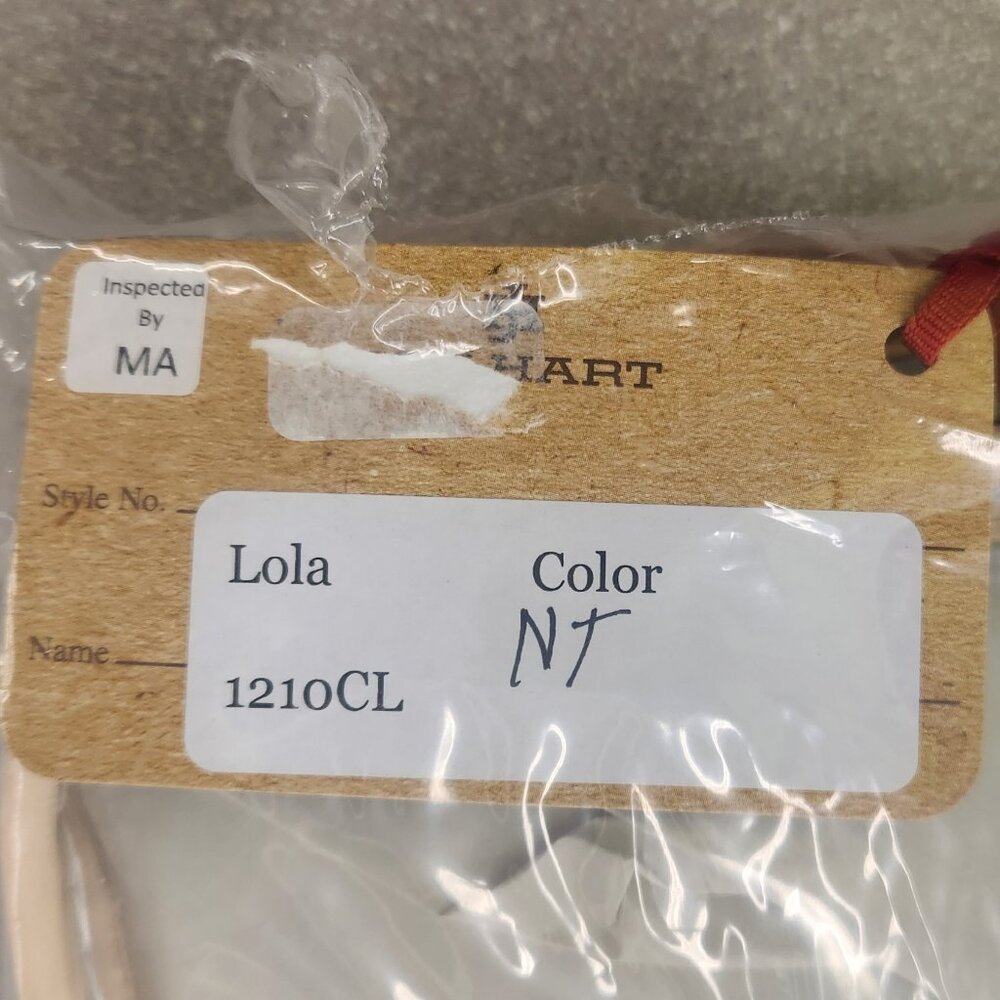 Inspected
By
MA
HART
Style No.
Lola Color
NT
Name
1210CL